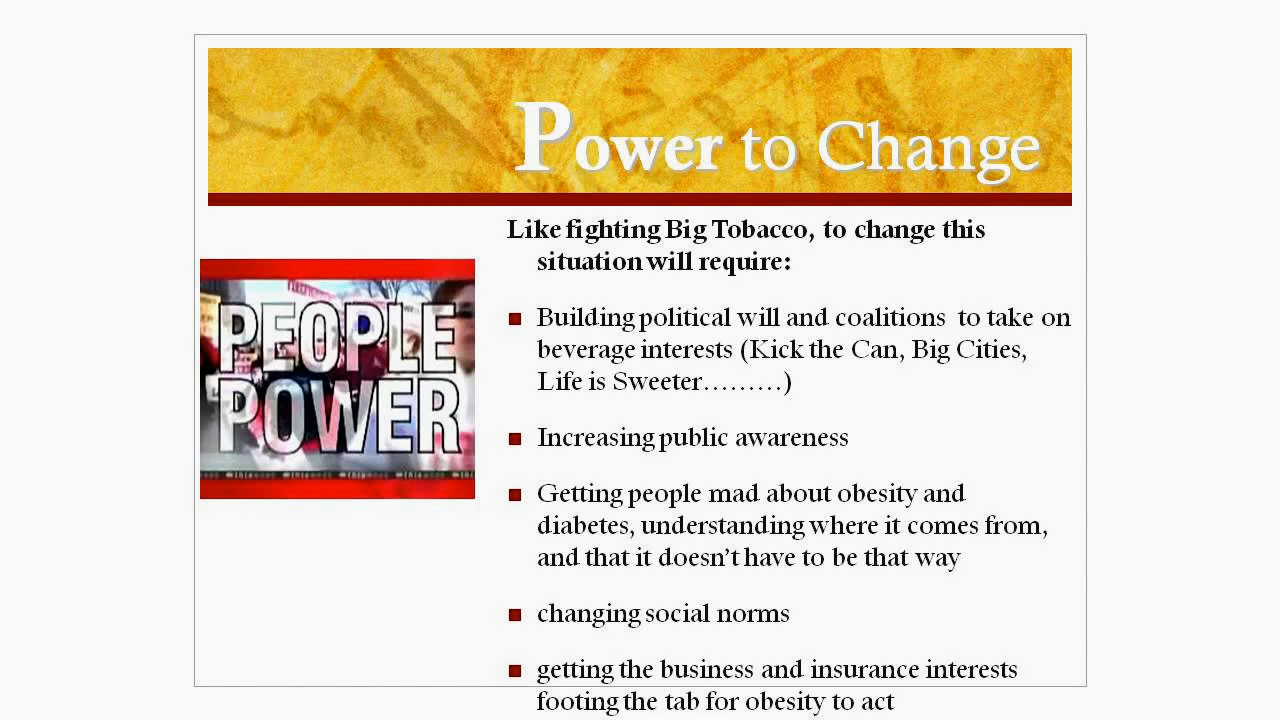 Power to Change
Like fighting Big Tobacco, to change this
situation will require:
PEOPLE
POWER
Building political will and coalitions  to take on
beverage interests (Kick the Can, Big Cities,
Life is Sweeter………)
Increasing public awareness
Getting people mad about obesity and
diabetes, understanding where it comes from,
and that it doesn’t have to be that way
changing social norms
getting the business and insurance interests
footing the tab for obesity to act